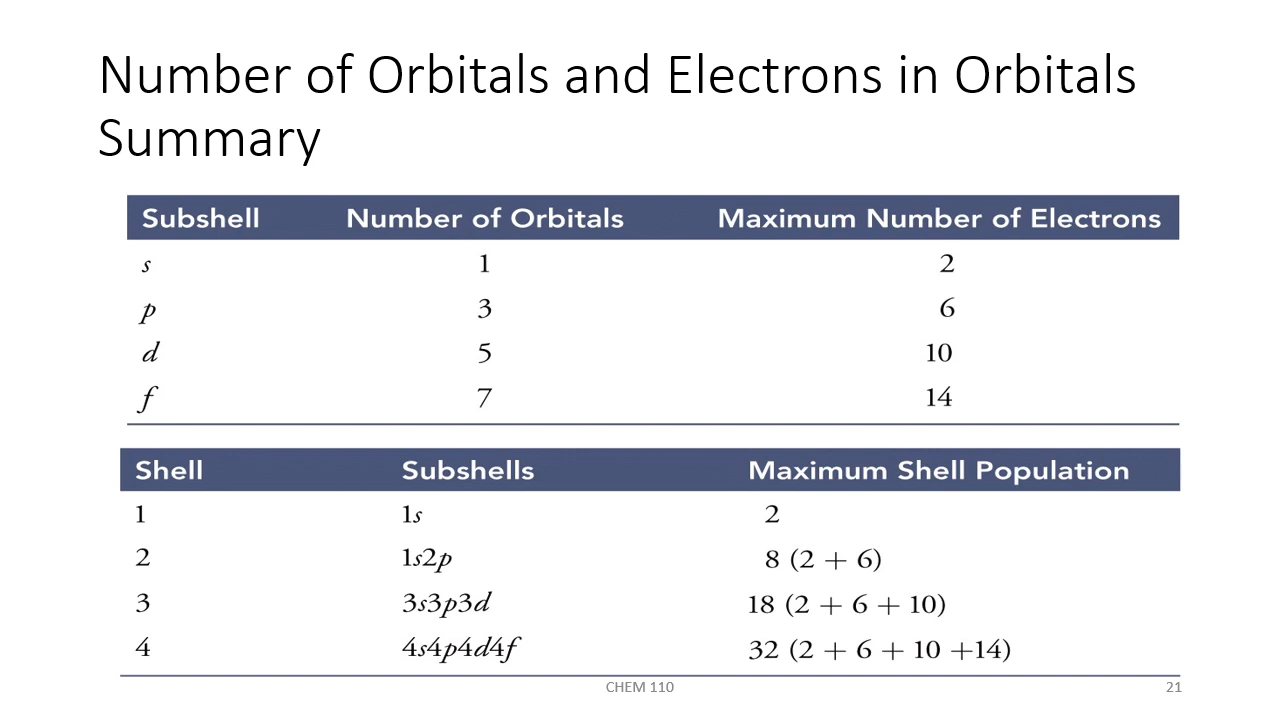 Number of Orbitals and Electrons in Orbitals
Summary
Subshell Number of Orbitals Maximum Number of Electrons
s 1 2
p 3 6
d 5 10
f 7 14
Shell Subshells Maximum Shell Population
1 1s 2
2 1s2p 8 (2 + 6)
3 3s3p3d 18 (2 + 6 + 10)
4 4s4p4d4f 32 (2 + 6 + 10 +14)
CHEM 110 21